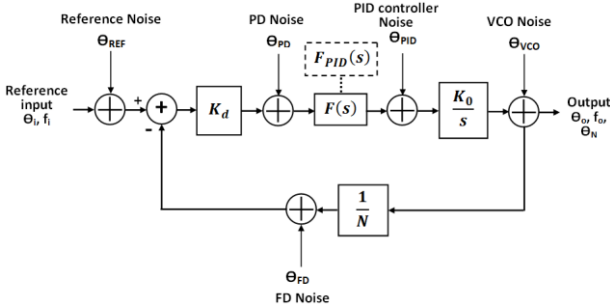 Reference Noise
Θ_REF
PD Noise
Θ_PD
PID controller
Noise
Θ_PID
VCO Noise
Θ_VCO
F_PID(s)
Reference
input
Θ_i, f_i
+
+
-
K_d
F(s)
K_0
s
Output
Θ_o, f_o,
Θ_N
1
N
Θ_FD
FD Noise